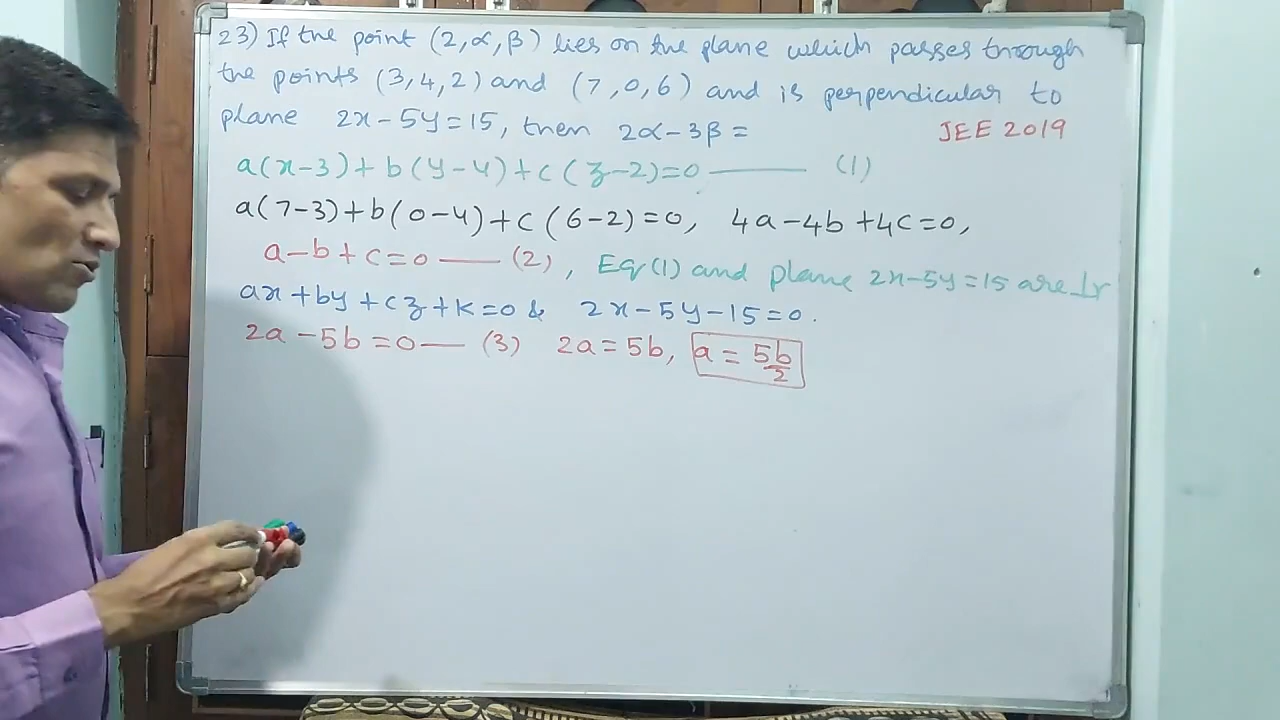 23) If the point (2,α,β) lies on the plane which passes through
the points (3,4,2) and (7,0,6) and is perpendicular to
plane 2x-5y=15, then 2α-3β= JEE 2019
a(x-3)+b(y-4)+c(z-2)=0 —— (1)
a(7-3)+b(0-4)+c(6-2)=0, 4a-4b+4c=0,
a-b+c=0 —— (2), Eq(1) and plane 2x-5y=15 are ⊥r
ax+by+cz+k=0 & 2x-5y-15=0.
2a-5b=0 — (3) 2a=5b, a=5b/2